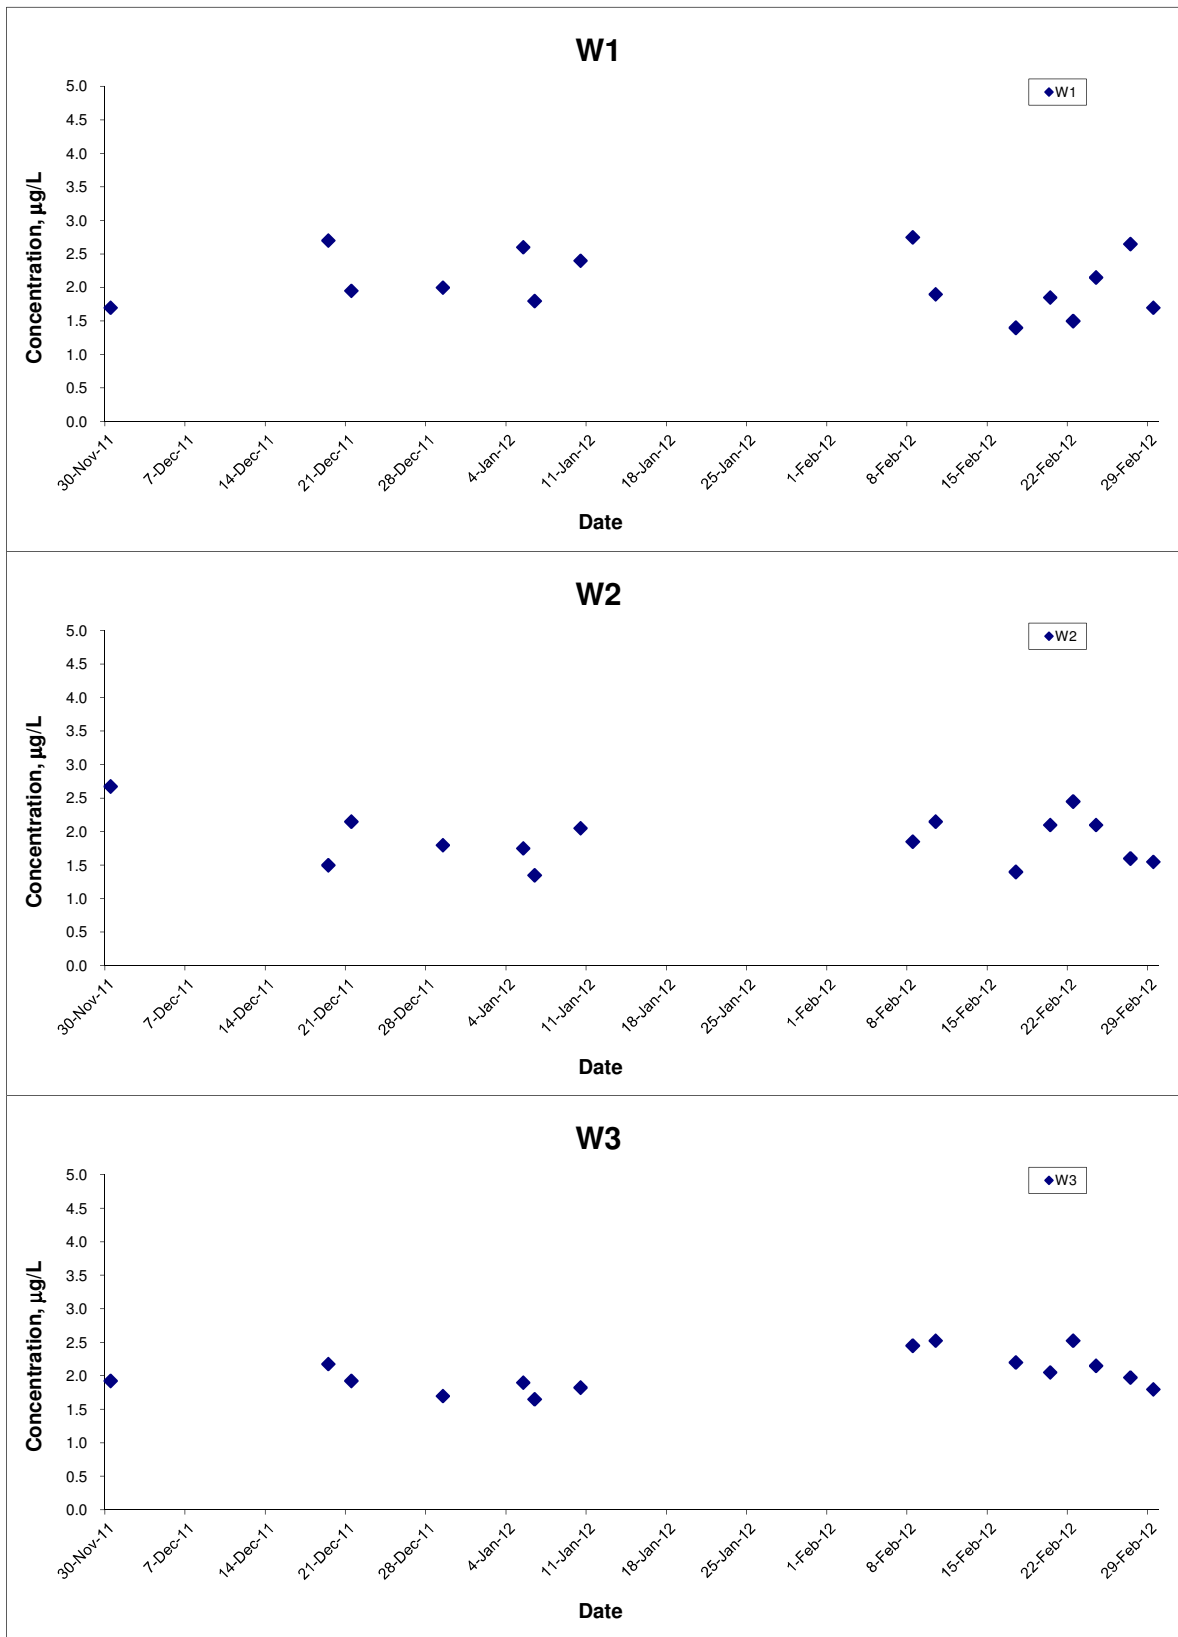 W1
W1
5.0
4.5
4.0
3.5
3.0
2.5
2.0
1.5
1.0
0.5
0.0
Concentration, µg/L
30-Nov-11
7-Dec-11
14-Dec-11
21-Dec-11
28-Dec-11
4-Jan-12
11-Jan-12
18-Jan-12
25-Jan-12
1-Feb-12
8-Feb-12
15-Feb-12
22-Feb-12
29-Feb-12
Date
W2
W2
5.0
4.5
4.0
3.5
3.0
2.5
2.0
1.5
1.0
0.5
0.0
Concentration, µg/L
30-Nov-11
7-Dec-11
14-Dec-11
21-Dec-11
28-Dec-11
4-Jan-12
11-Jan-12
18-Jan-12
25-Jan-12
1-Feb-12
8-Feb-12
15-Feb-12
22-Feb-12
29-Feb-12
Date
W3
W3
5.0
4.5
4.0
3.5
3.0
2.5
2.0
1.5
1.0
0.5
0.0
Concentration, µg/L
30-Nov-11
7-Dec-11
14-Dec-11
21-Dec-11
28-Dec-11
4-Jan-12
11-Jan-12
18-Jan-12
25-Jan-12
1-Feb-12
8-Feb-12
15-Feb-12
22-Feb-12
29-Feb-12
Date